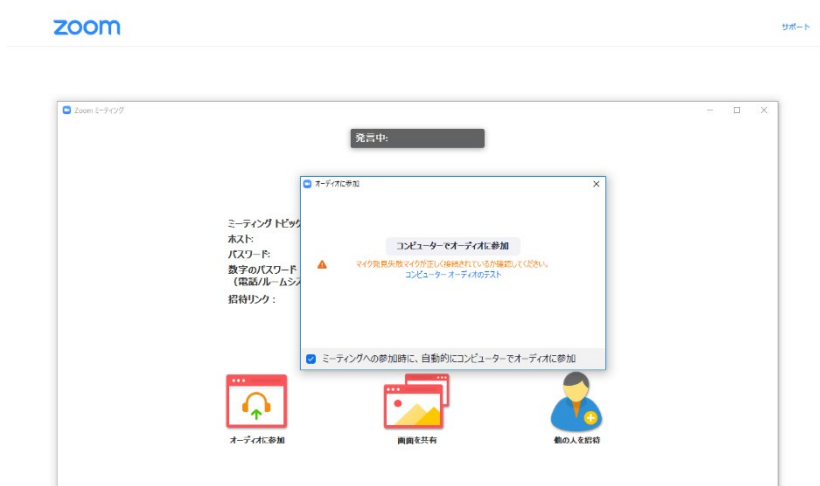 zoom
サポート
Zoom ミーティング
発言中:
オーディオに参加
ミーティング トピック
ホスト:
パスワード:
数字のパスワード
（電話/ルームシス
招待リンク：
コンピューターでオーディオに参加
マイク発見失敗マイクが正しく接続されているか確認してください。
コンピューター オーディオのテスト
ミーティングへの参加時に、自動的にコンピューターでオーディオに参加
オーディオに参加
画面を共有
他の人を招待